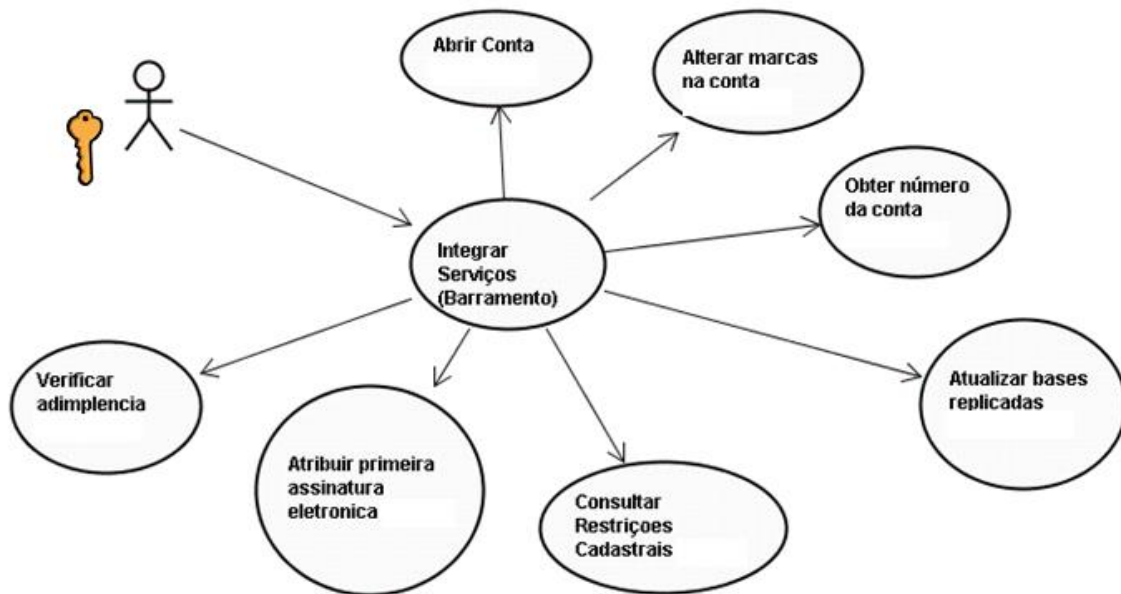 Abrir Conta
Alterar marcas
na conta
Obter número
da conta
Integrar
Serviços
(Barramento)
Verificar
adimplencia
Atualizar bases
replicadas
Atribuir primeira
assinatura
eletronica
Consultar
Restriçoes
Cadastrais